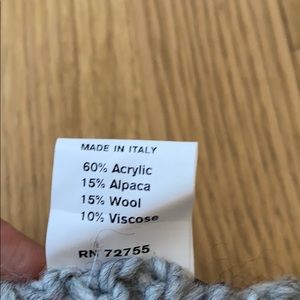 MADE IN ITALY
60% Acrylic
15% Alpaca
15% Wool
10% Viscose
RN 72755